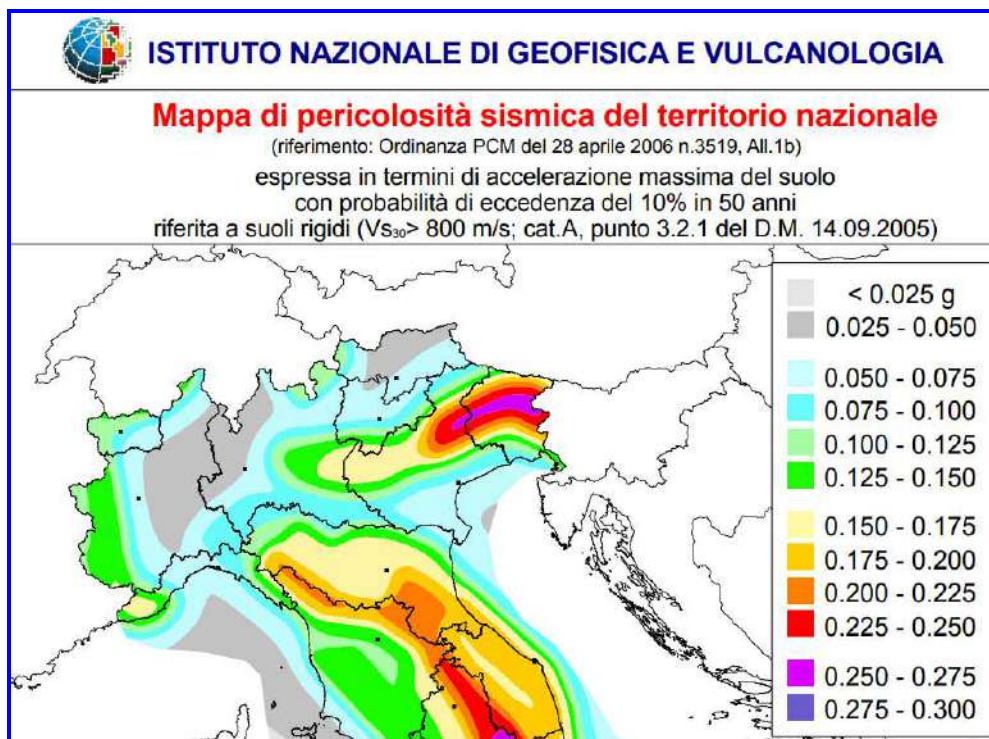 ISTITUTO NAZIONALE DI GEOFISICA E VULCANOLOGIA
Mappa di pericolosità sismica del territorio nazionale
(riferimento: Ordinanza PCM del 28 aprile 2006 n.3519, All.1b)
espressa in termini di accelerazione massima del suolo
con probabilità di eccedenza del 10% in 50 anni
riferita a suoli rigidi (Vs30> 800 m/s; cat.A, punto 3.2.1 del D.M. 14.09.2005)
< 0.025 g
0.025 - 0.050
0.050 - 0.075
0.075 - 0.100
0.100 - 0.125
0.125 - 0.150
0.150 - 0.175
0.175 - 0.200
0.200 - 0.225
0.225 - 0.250
0.250 - 0.275
0.275 - 0.300